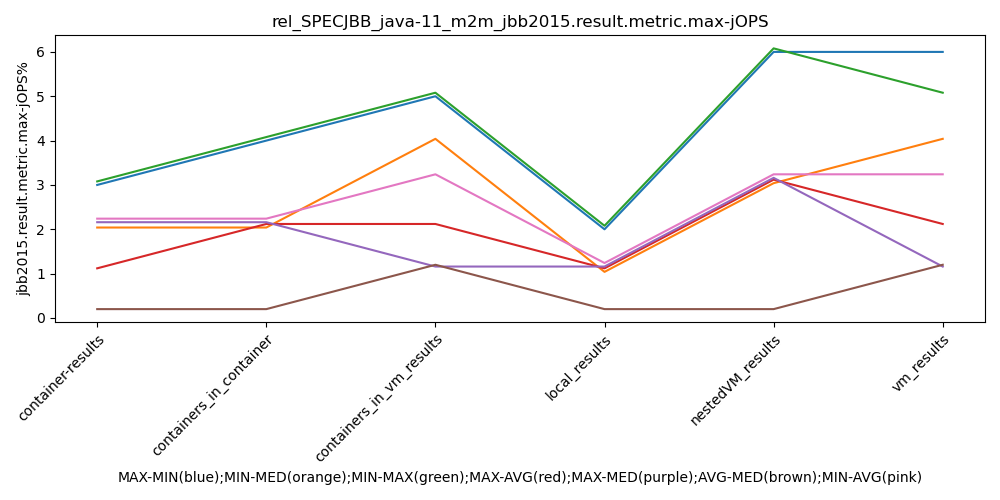 rel_SPECJBB_java-11_m2m_jbb2015.result.metric.max-jOPS
jbb2015.result.metric.max-jOPS%
6
5
4
3
2
1
0
container-results
containers_in_container
containers_in_vm_results
local_results
nestedVM_results
vm_results
MAX-MIN(blue);MIN-MED(orange);MIN-MAX(green);MAX-AVG(red);MAX-MED(purple);AVG-MED(brown);MIN-AVG(pink)